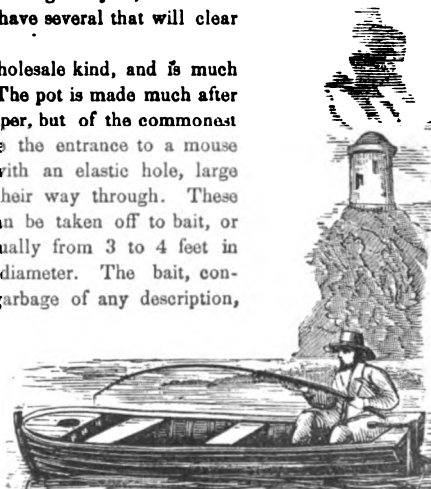 have several that will clear
holesale kind, and is much
The pot is made much after
per, but of the commonest
the entrance to a mouse
with an elastic hole, large
heir way through. These
n be taken off to bait, or
ually from 3 to 4 feet in
diameter. The bait, con-
garbage of any description,